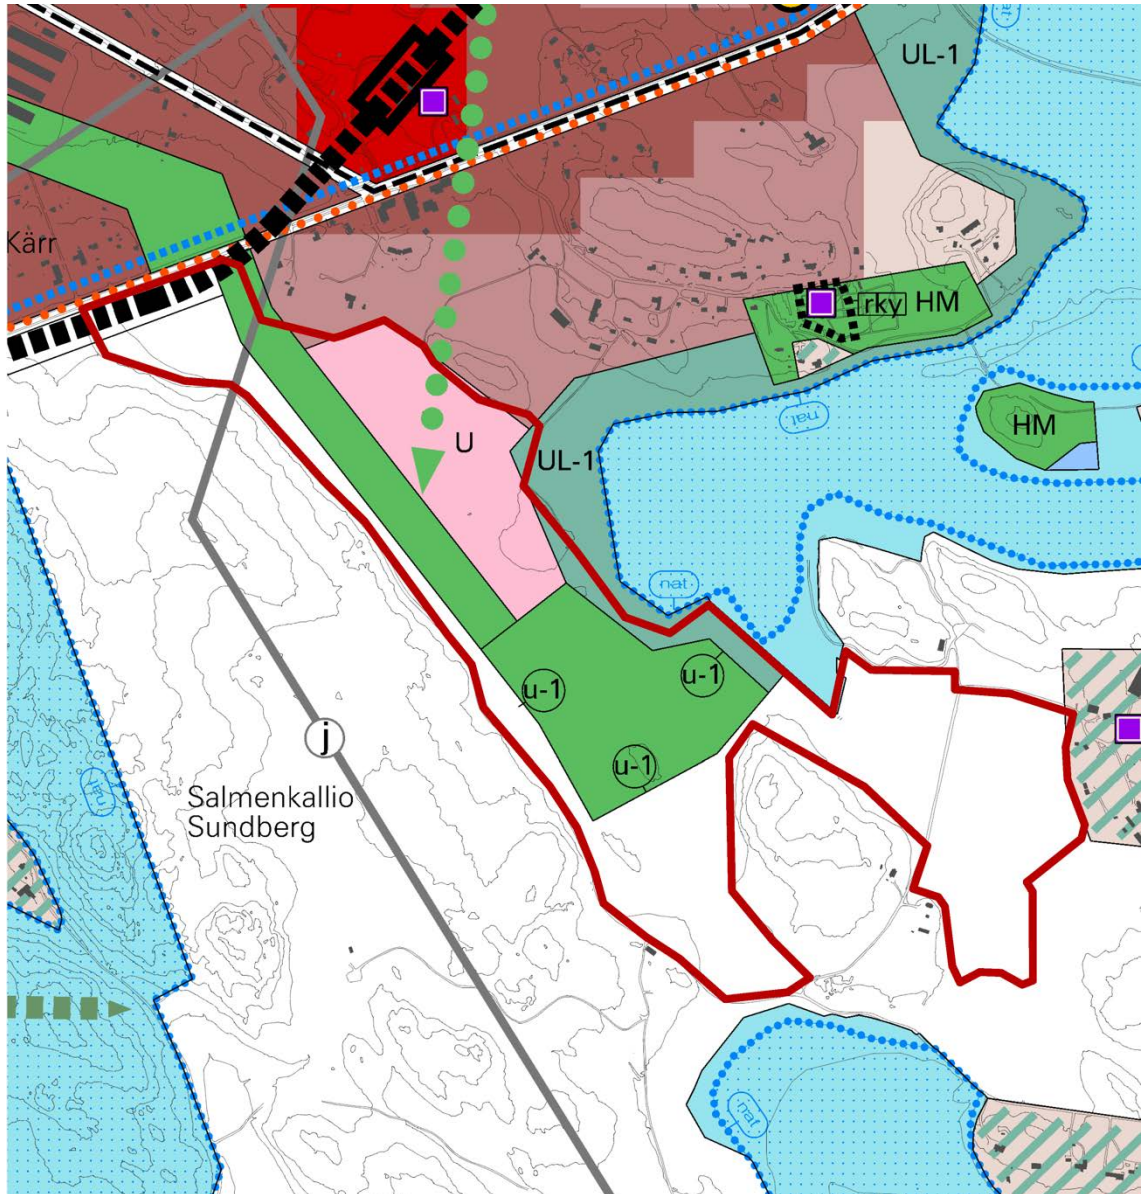 UL-1
Kärr
rky HM
nat
HM
U
UL-1
nat
u-1
u-1
u-1
j
nat
Salmenkallio
Sundberg
nat